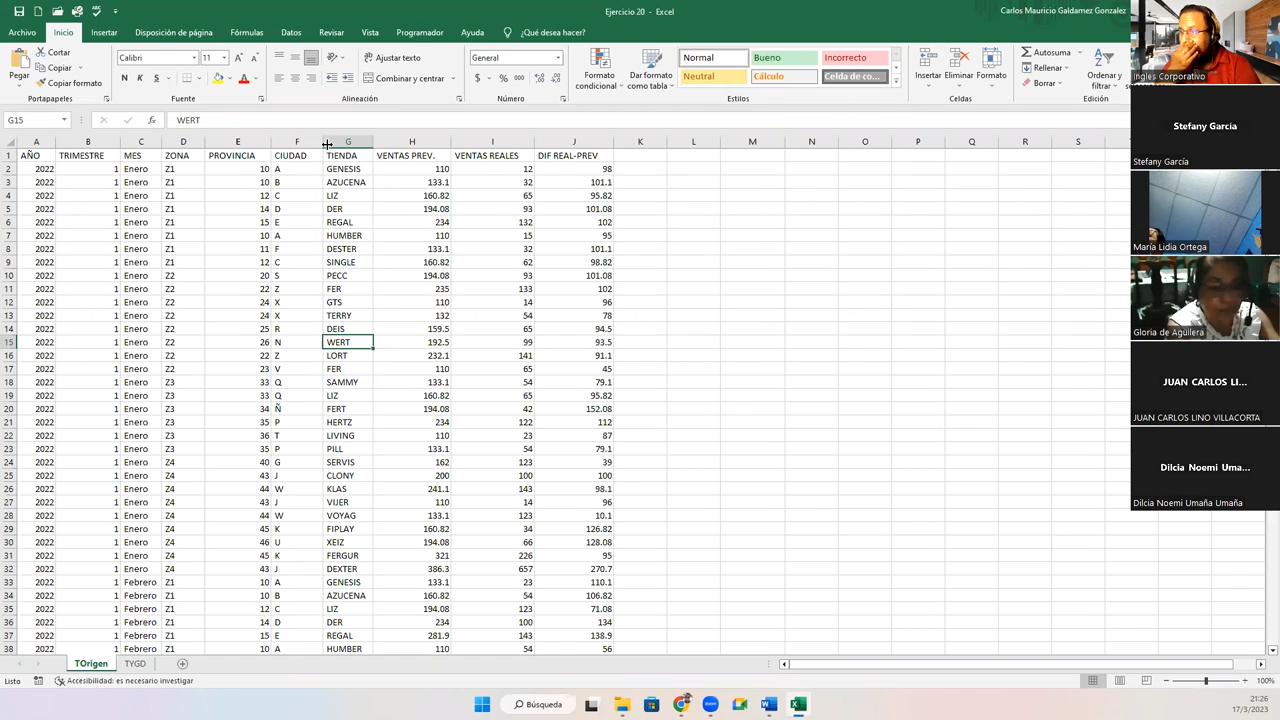 Ejercicio 20 - Excel
Carlos Mauricio Galdamez Gonzalez
Archivo Inicio Insertar Disposición de página Fórmulas Datos Revisar Vista Programador Ayuda ¿Qué desea hacer?
Pegar
Cortar
Copiar
Copiar formato
Portapapeles
Calibri 11
N K S
Fuente
Ajustar texto
Combinar y centrar
Alineación
General
$ % 000
Número
Formato condicional
Dar formato como tabla
Normal Bueno Incorrecto
Neutral Cálculo Celda de co...
Estilos
Insertar Eliminar Formato
Celdas
Autosuma
Rellenar
Borrar
Ordenar y filtrar
Edición
G15 WERT
A B C D E F G H I J K L M N O P Q R S
1 AÑO TRIMESTRE MES ZONA PROVINCIA CIUDAD TIENDA VENTAS PREV. VENTAS REALES DIF REAL-PREV
2 2022 1 Enero Z1 10 A GENESIS 110 12 98
3 2022 1 Enero Z1 10 B AZUCENA 133.1 32 101.1
4 2022 1 Enero Z1 12 C LIZ 160.82 65 95.82
5 2022 1 Enero Z1 14 D DER 194.08 93 101.08
6 2022 1 Enero Z1 15 E REGAL 234 132 102
7 2022 1 Enero Z1 10 A HUMBER 110 15 95
8 2022 1 Enero Z1 11 F DESTER 133.1 32 101.1
9 2022 1 Enero Z1 12 C SINGLE 160.82 62 98.82
10 2022 1 Enero Z2 20 S PECC 194.08 93 101.08
11 2022 1 Enero Z2 22 Z FER 235 133 102
12 2022 1 Enero Z2 24 X GTS 110 14 96
13 2022 1 Enero Z2 24 X TERRY 132 54 78
14 2022 1 Enero Z2 25 R DEIS 159.5 65 94.5
15 2022 1 Enero Z2 26 N WERT 192.5 99 93.5
16 2022 1 Enero Z2 22 Z LORT 232.1 141 91.1
17 2022 1 Enero Z2 23 V FER 110 65 45
18 2022 1 Enero Z3 33 Q SAMMY 133.1 54 79.1
19 2022 1 Enero Z3 33 Q LIZ 160.82 65 95.82
20 2022 1 Enero Z3 34 Ñ FERT 194.08 42 152.08
21 2022 1 Enero Z3 35 P HERTZ 234 122 112
22 2022 1 Enero Z3 36 T LIVING 110 23 87
23 2022 1 Enero Z3 35 P PILL 133.1 54 79.1
24 2022 1 Enero Z4 40 G SERVIS 162 123 39
25 2022 1 Enero Z4 43 J CLONY 200 100 100
26 2022 1 Enero Z4 44 W KLAS 241.1 143 98.1
27 2022 1 Enero Z4 43 J VIJER 110 14 96
28 2022 1 Enero Z4 44 W VOYAG 133.1 123 10.1
29 2022 1 Enero Z4 45 K FIPLAY 160.82 34 126.82
30 2022 1 Enero Z4 46 U XEIZ 194.08 66 128.08
31 2022 1 Enero Z4 45 K FERGUR 321 226 95
32 2022 1 Enero Z4 43 J DEXTER 386.3 657 270.7
33 2022 1 Febrero Z1 10 A GENESIS 133.1 23 110.1
34 2022 1 Febrero Z1 10 B AZUCENA 160.82 54 106.82
35 2022 1 Febrero Z1 12 C LIZ 194.08 123 71.08
36 2022 1 Febrero Z1 14 D DER 234 100 134
37 2022 1 Febrero Z1 15 E REGAL 281.9 143 138.9
38 2022 1 Febrero Z1 10 A HUMBER 110 54 56
TOrigen TYGD
Listo Accesibilidad: es necesario investigar
100%
Búsqueda
21:26
17/3/2023
Ingles Corporativo
Stefany García
Stefany García
María Lidia Ortega
Gloria de Aguilera
JUAN CARLOS LI...
JUAN CARLOS LINO VILLACORTA
Dilcia Noemi Uma...
Dilcia Noemi Umaña Umaña